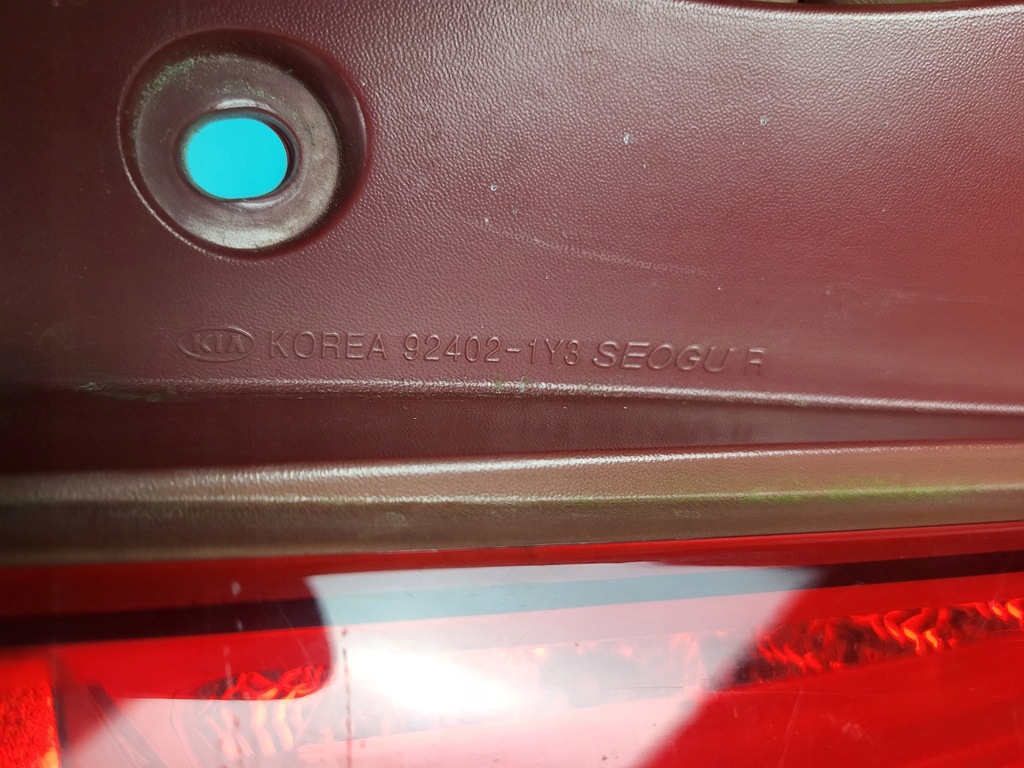 KIA KOREA 92402-1Y3 SEOGU R